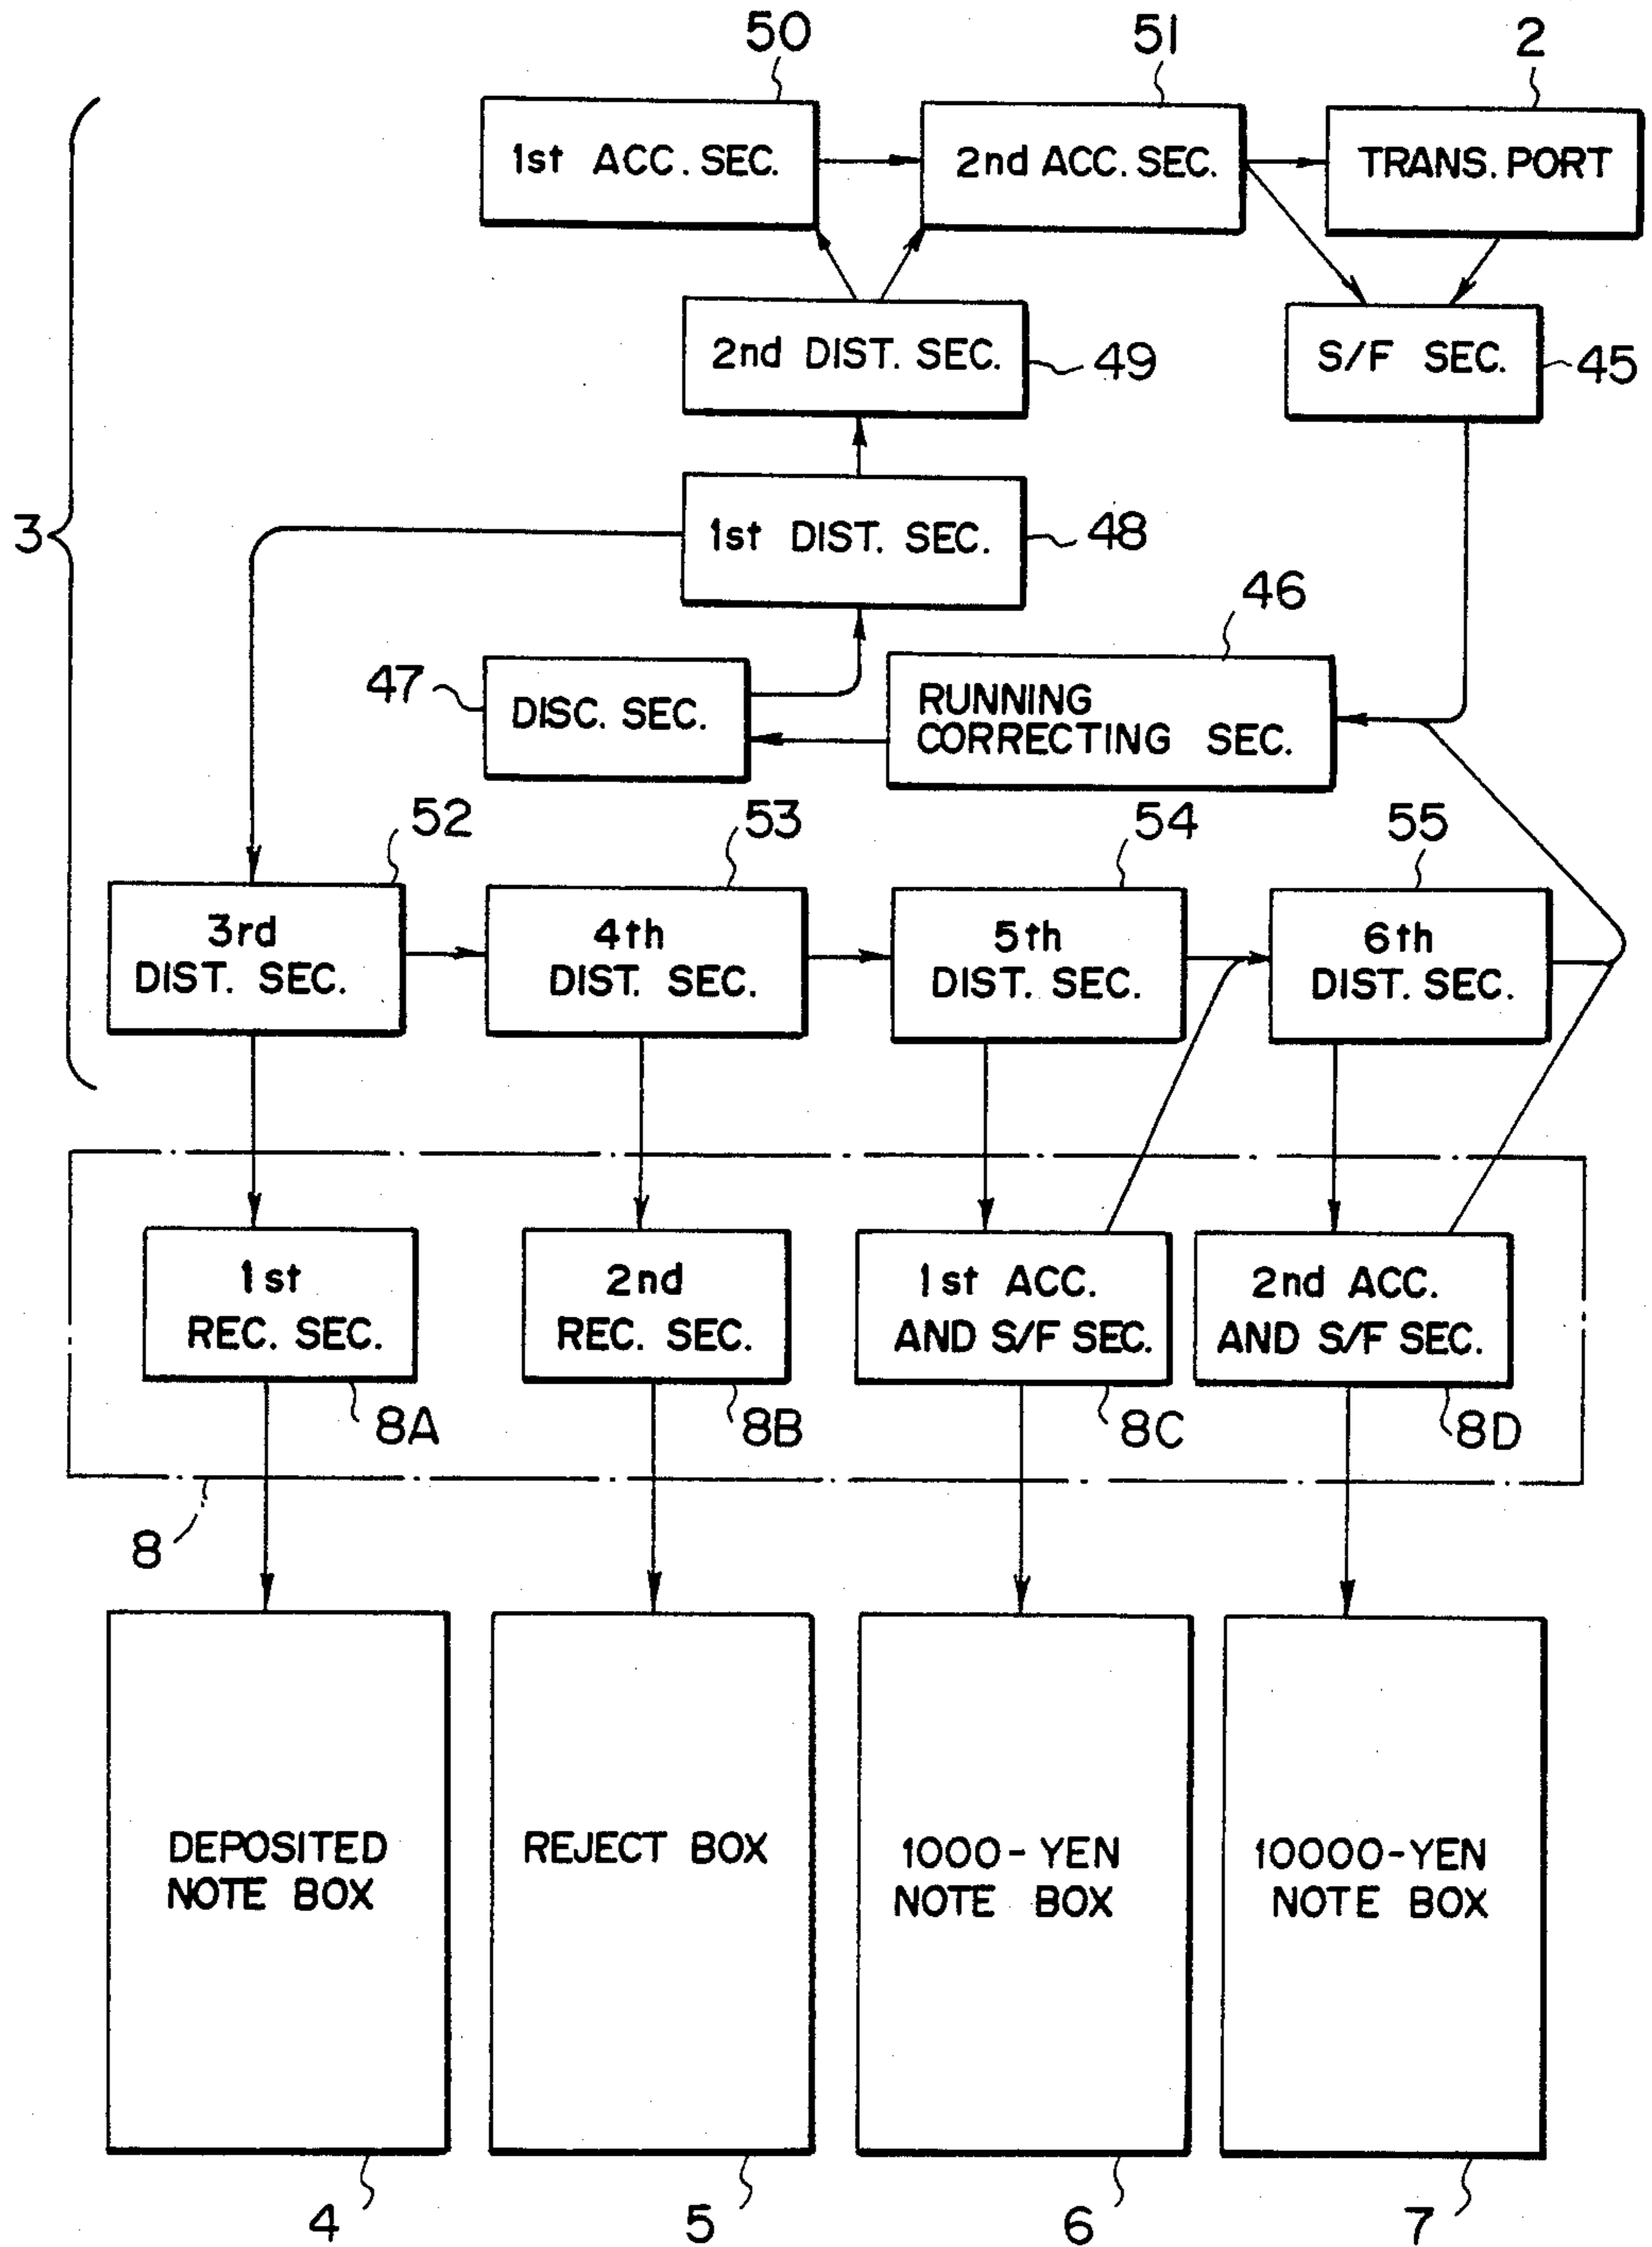 50
51
2
1st ACC. SEC.
2nd ACC. SEC.
TRANS. PORT
2nd DIST. SEC.
49
S/F SEC.
45
3
1st DIST. SEC.
48
46
47
DISC. SEC.
RUNNING
CORRECTING SEC.
52
53
54
55
3rd
DIST. SEC.
4th
DIST. SEC.
5th
DIST. SEC.
6th
DIST. SEC.
1st
REC. SEC.
2nd
REC. SEC.
1st ACC.
AND S/F SEC.
2nd ACC.
AND S/F SEC.
8A
8B
8C
8D
8
DEPOSITED
NOTE BOX
REJECT BOX
1000-YEN
NOTE BOX
10000-YEN
NOTE BOX
4
5
6
7